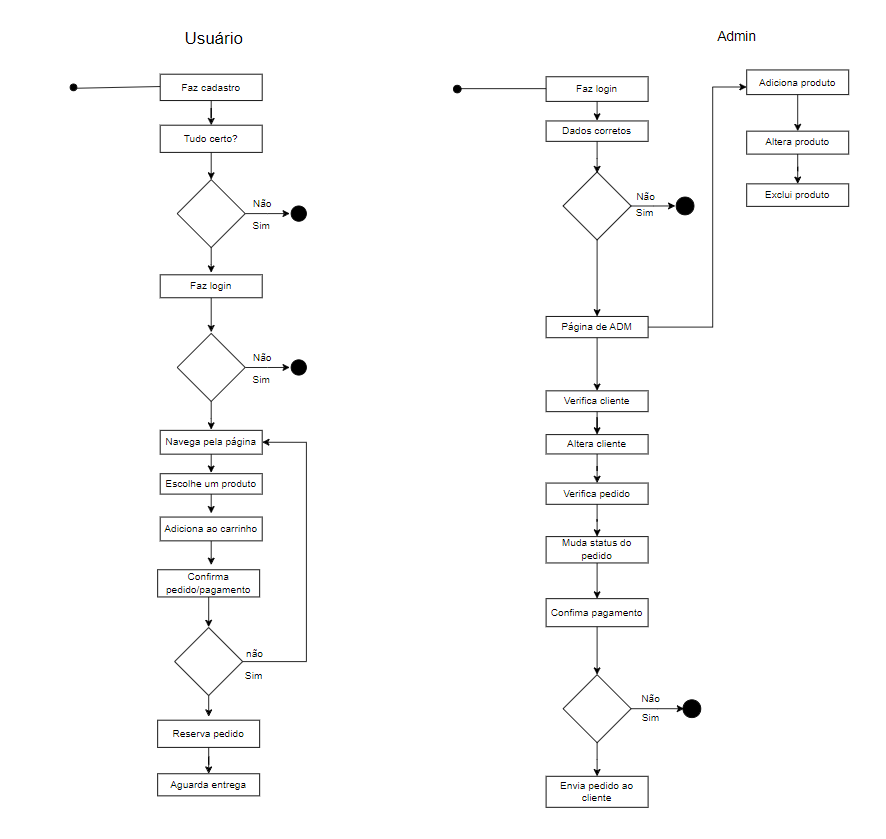 Usuário
Faz cadastro
Tudo certo?
Não
Sim
Faz login
Não
Sim
Navega pela página
Escolhe um produto
Adiciona ao carrinho
Confirma
pedido/pagamento
não
Sim
Reserva pedido
Aguarda entrega
Admin
Faz login
Dados corretos
Não
Sim
Página de ADM
Adiciona produto
Altera produto
Exclui produto
Verifica cliente
Altera cliente
Verifica pedido
Muda status do
pedido
Confima pagamento
Não
Sim
Envia pedido ao
cliente